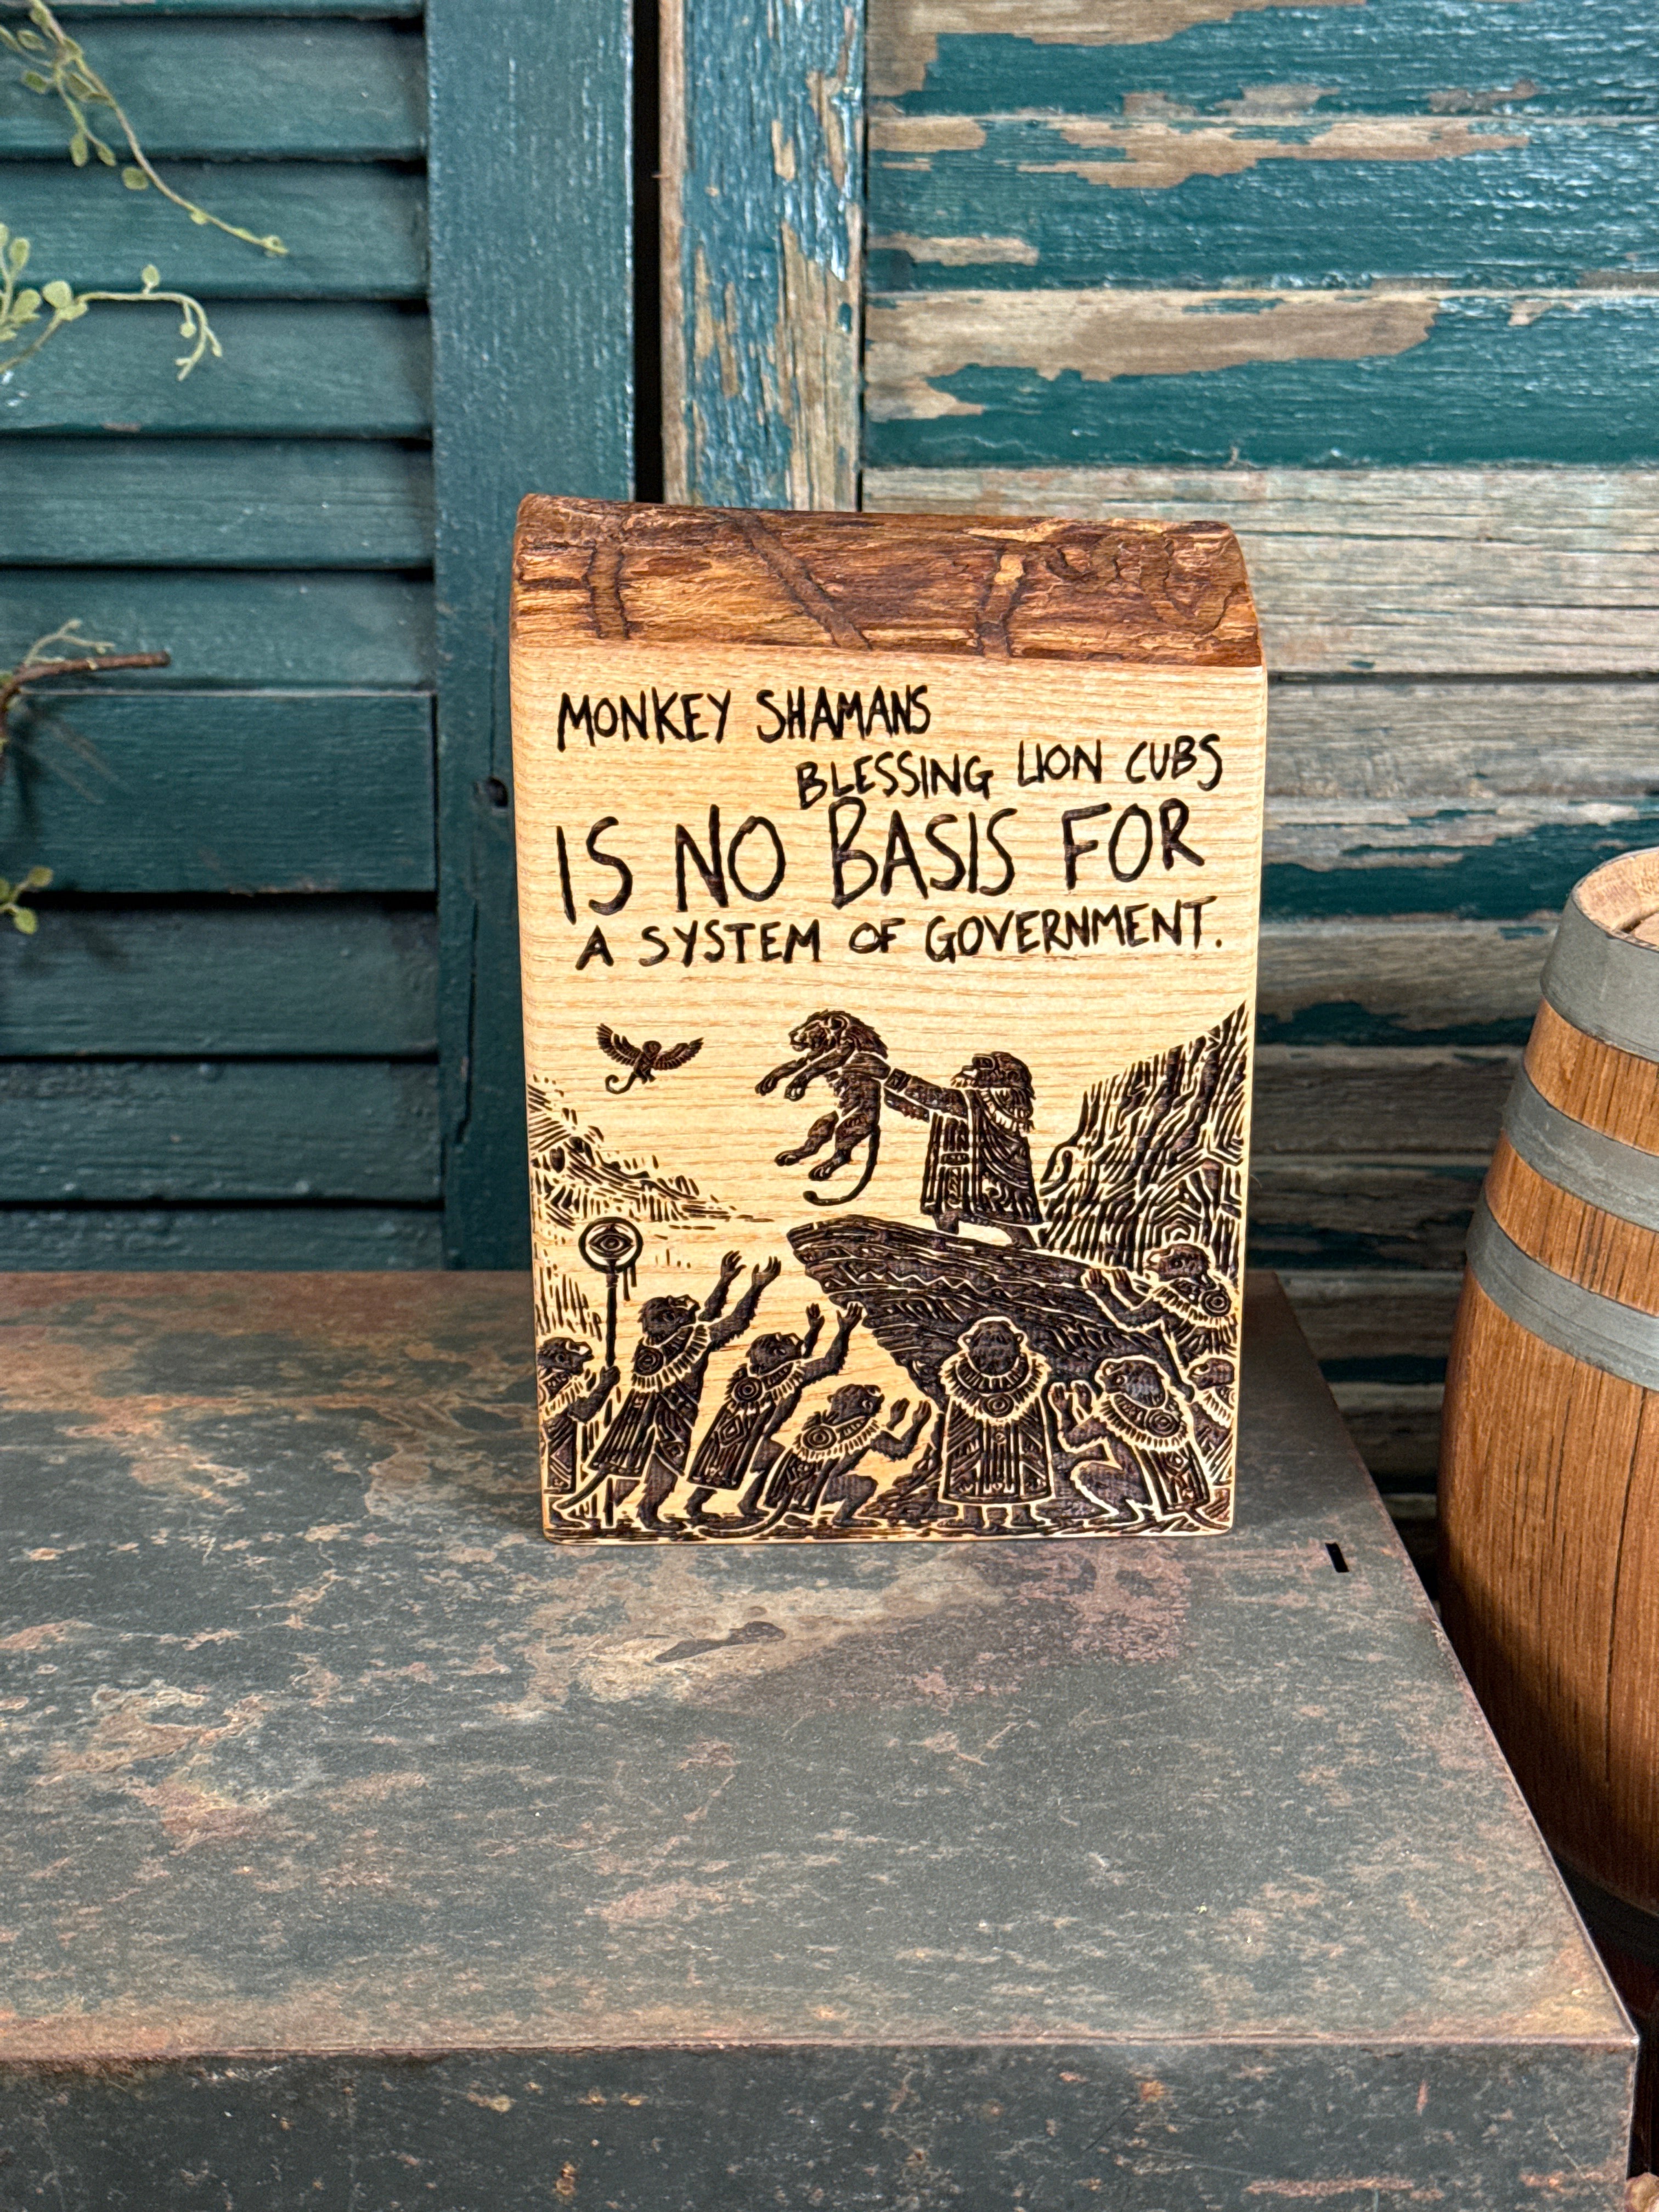 MONKEY SHAMANS
BLESSING LION CUBS
IS NO BASIS FOR
A SYSTEM OF GOVERNMENT.